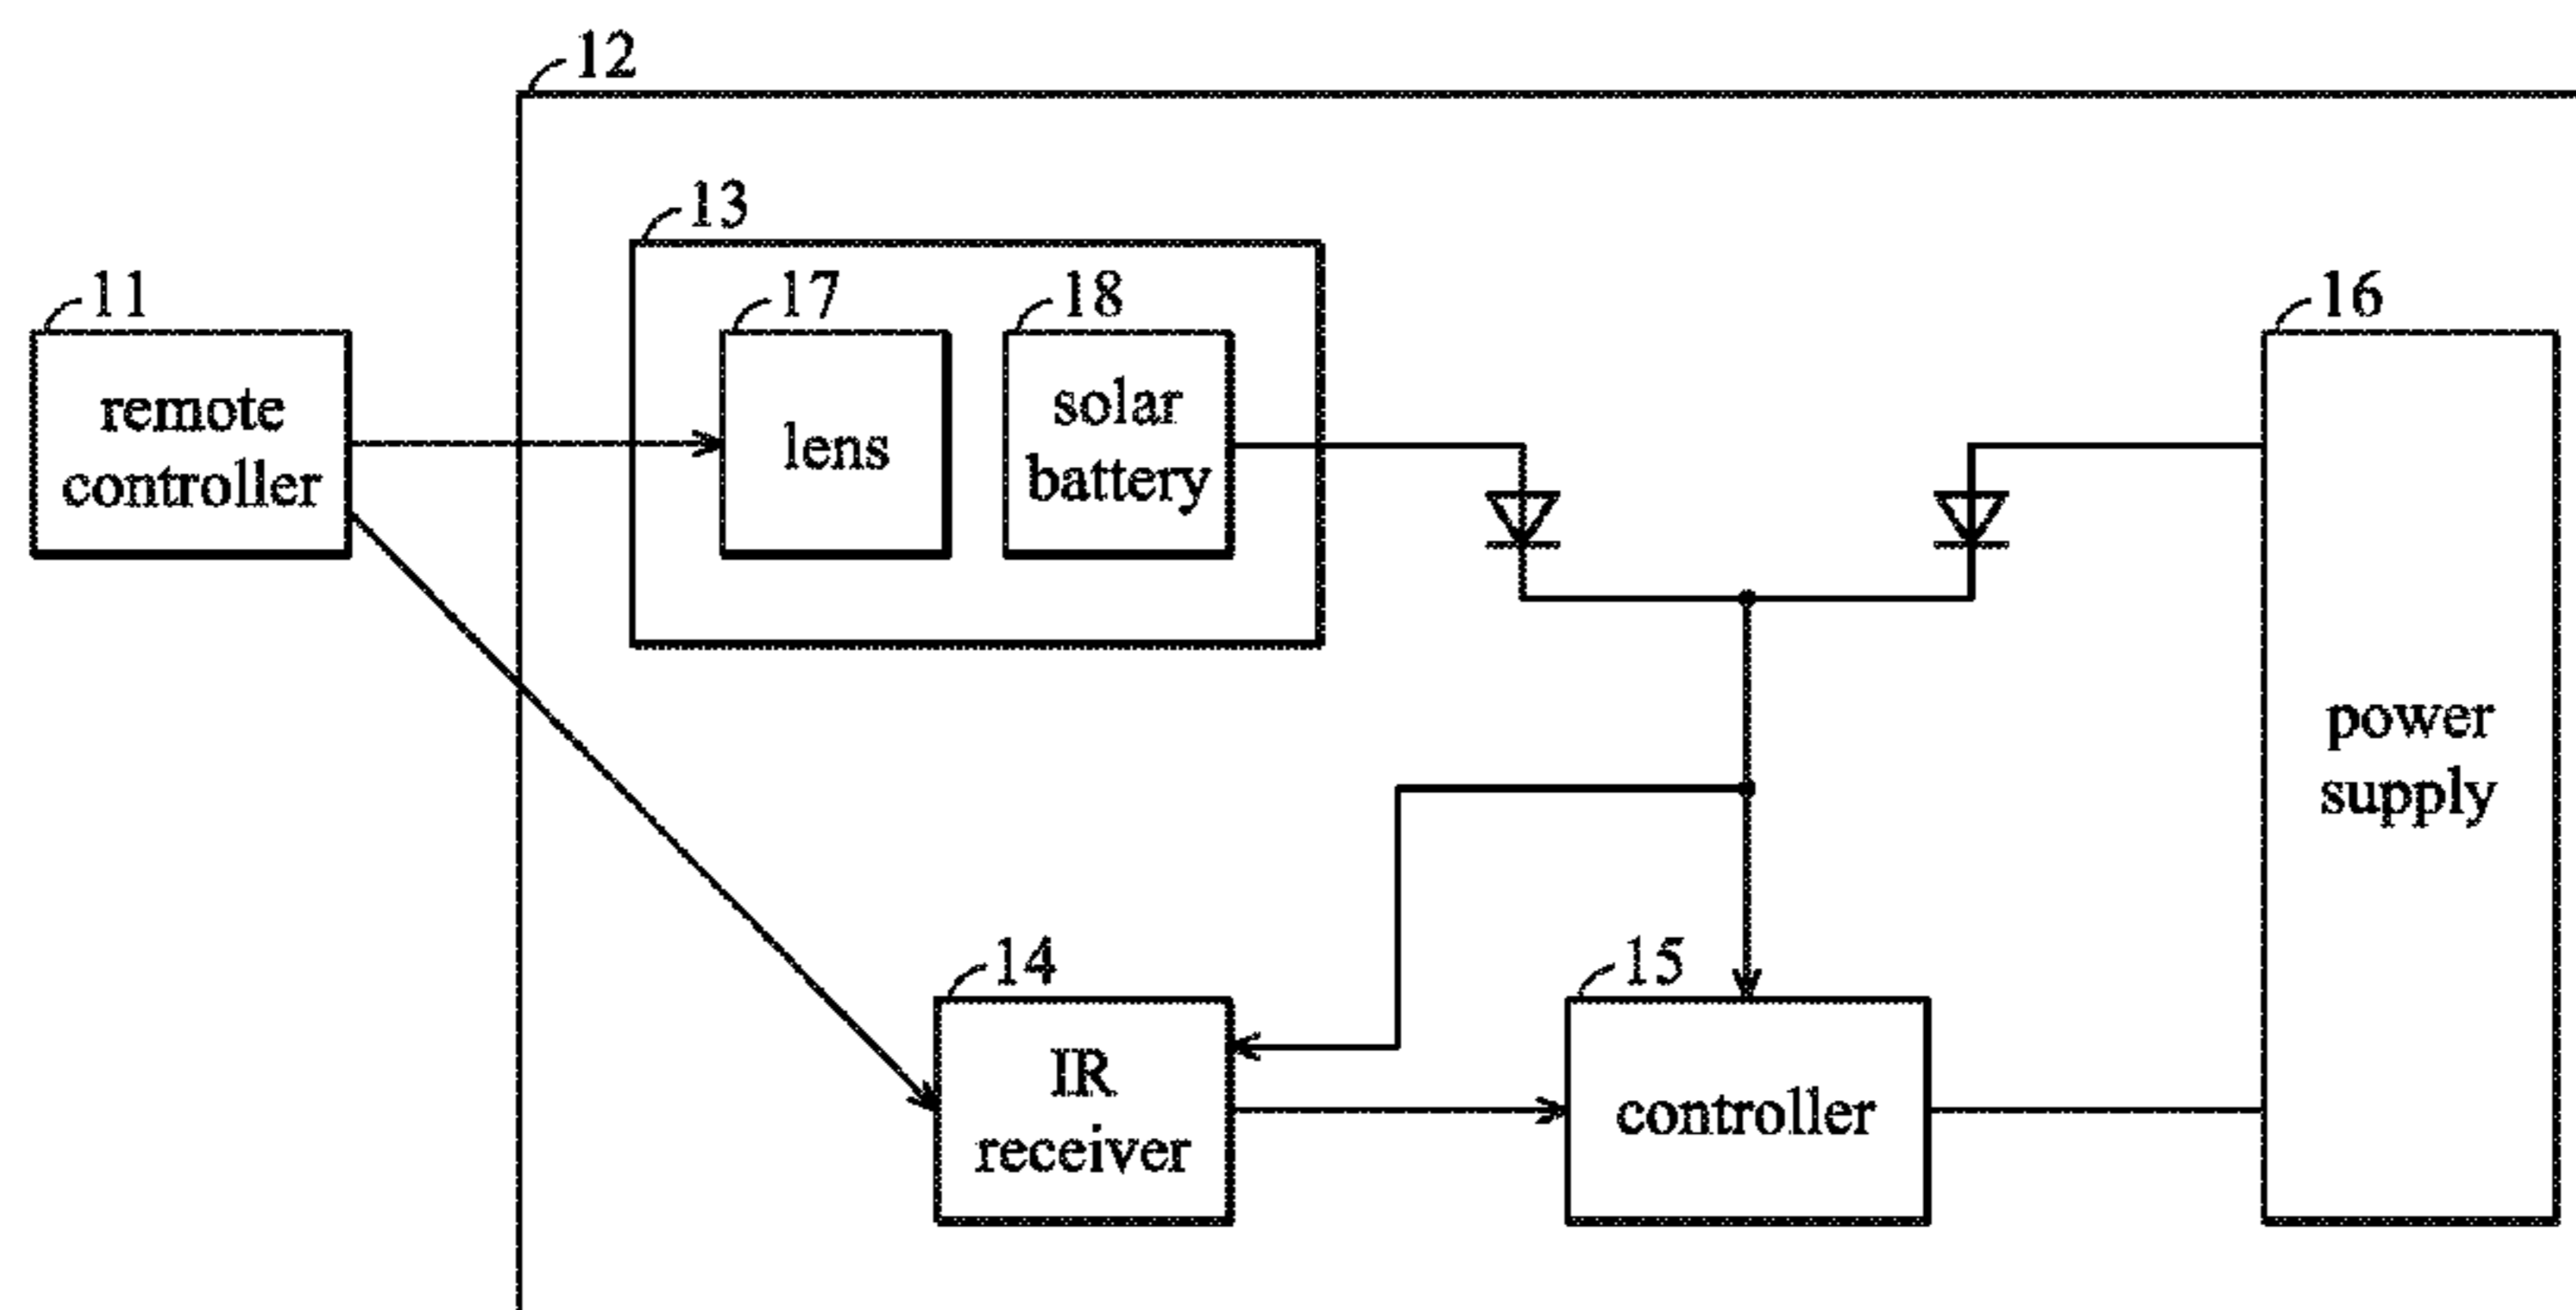 12
13
11
17
18
16
remote
controller
lens
solar
battery
power
supply
14
15
IR
receiver
controller